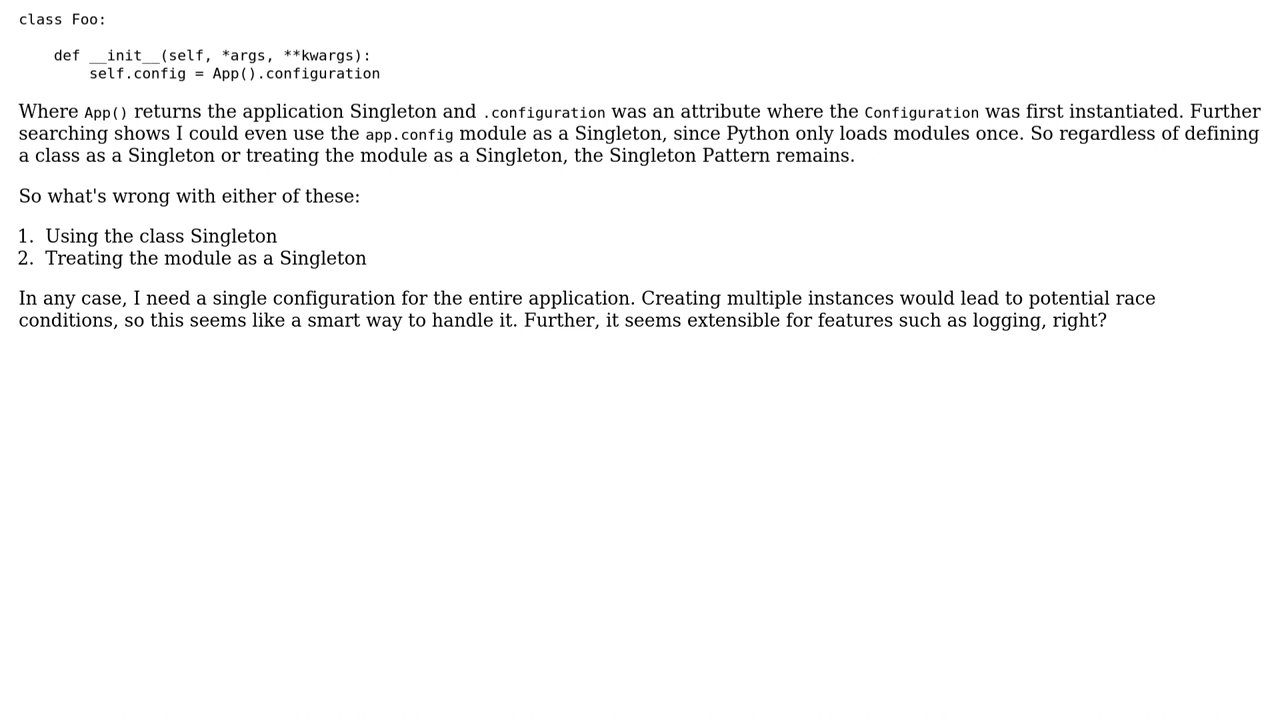 class Foo:
    def __init__(self, *args, **kwargs):
        self.config = App().configuration
Where App() returns the application Singleton and .configuration was an attribute where the Configuration was first instantiated. Further
searching shows I could even use the app.config module as a Singleton, since Python only loads modules once. So regardless of defining
a class as a Singleton or treating the module as a Singleton, the Singleton Pattern remains.
So what's wrong with either of these:
1. Using the class Singleton
2. Treating the module as a Singleton
In any case, I need a single configuration for the entire application. Creating multiple instances would lead to potential race
conditions, so this seems like a smart way to handle it. Further, it seems extensible for features such as logging, right?